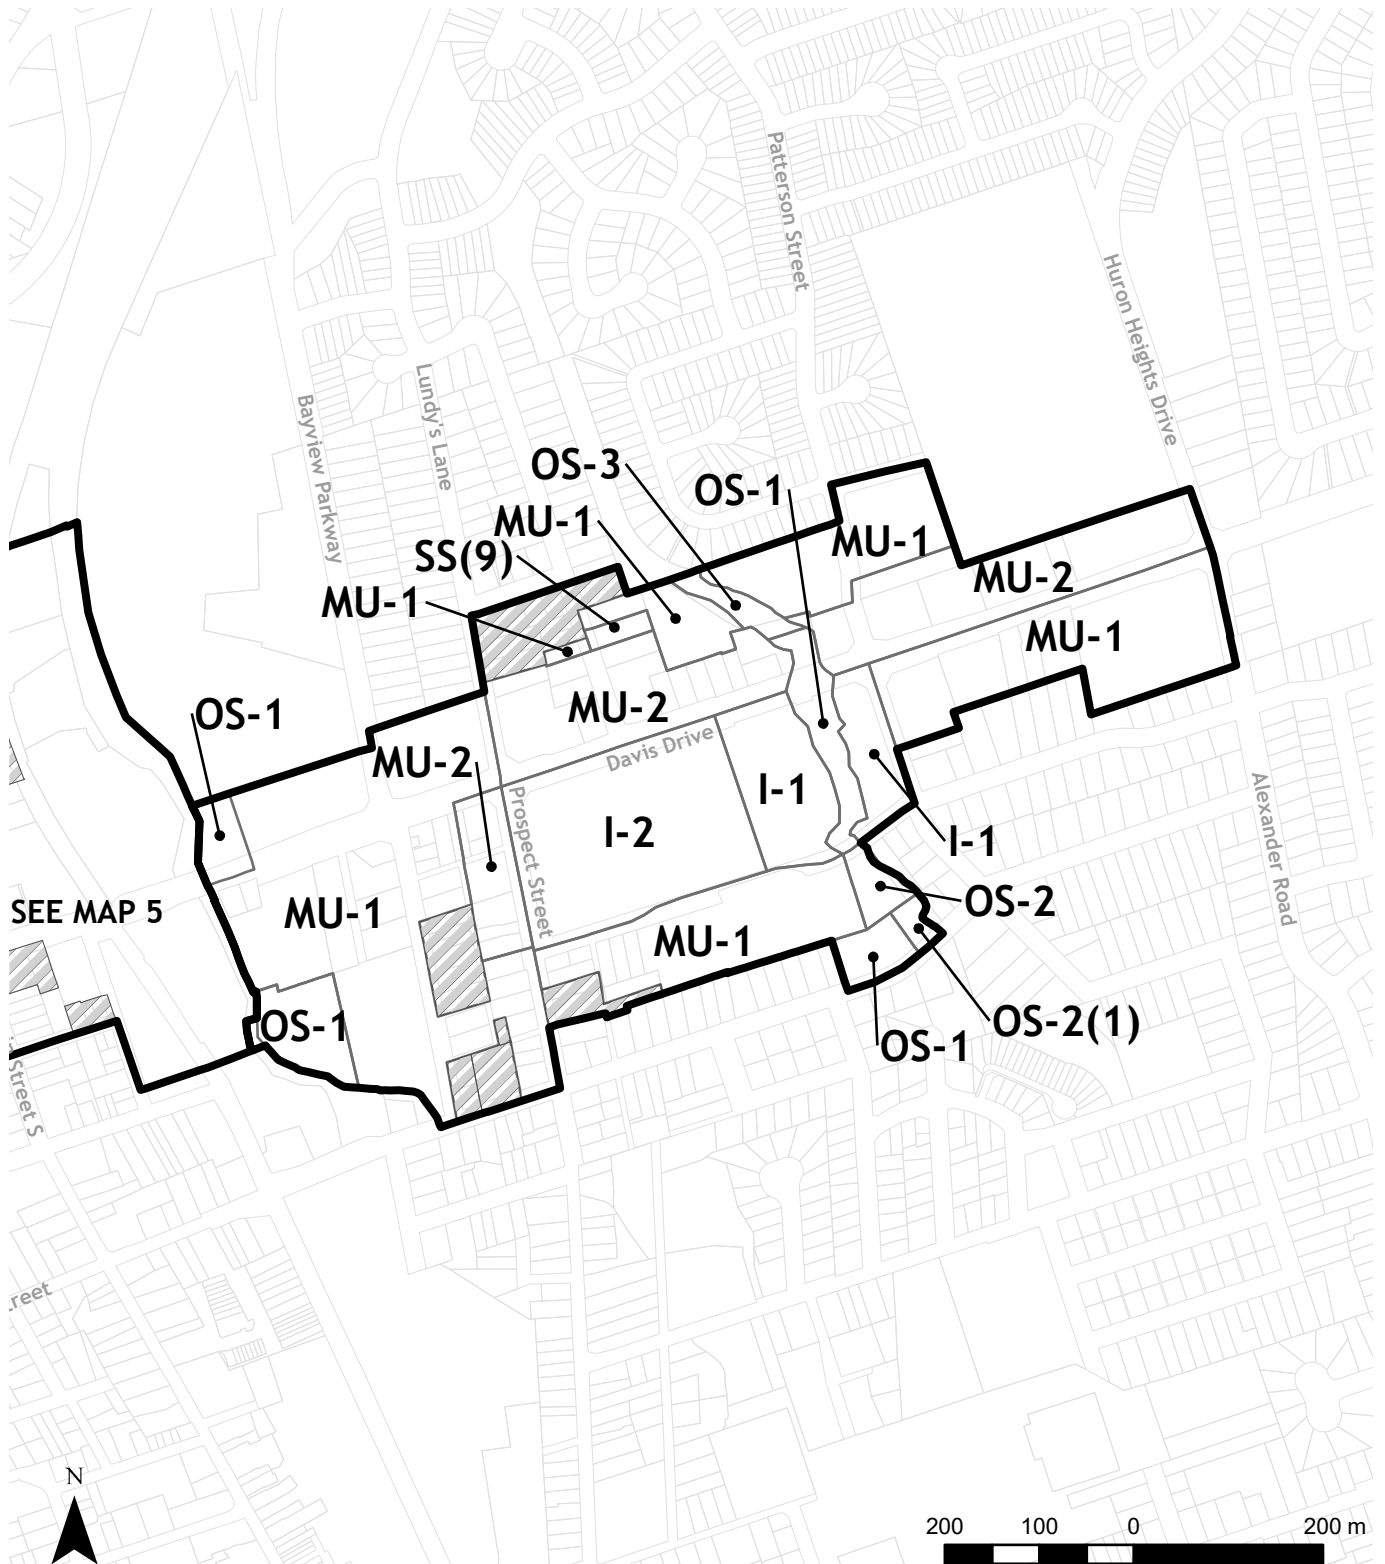 Patterson Street
Huron Heights Drive
Lundy's Lane
Bayview Parkway
OS-3
OS-1
MU-1
MU-1
SS(9)
MU-2
MU-1
MU-1
OS-1
MU-2
Davis Drive
MU-2
Prospect Street
I-1
I-2
Alexander Road
I-1
OS-2
SEE MAP 5
MU-1
MU-1
OS-1
OS-2(1)
OS-1
Street S
N
200 100 0 200 m